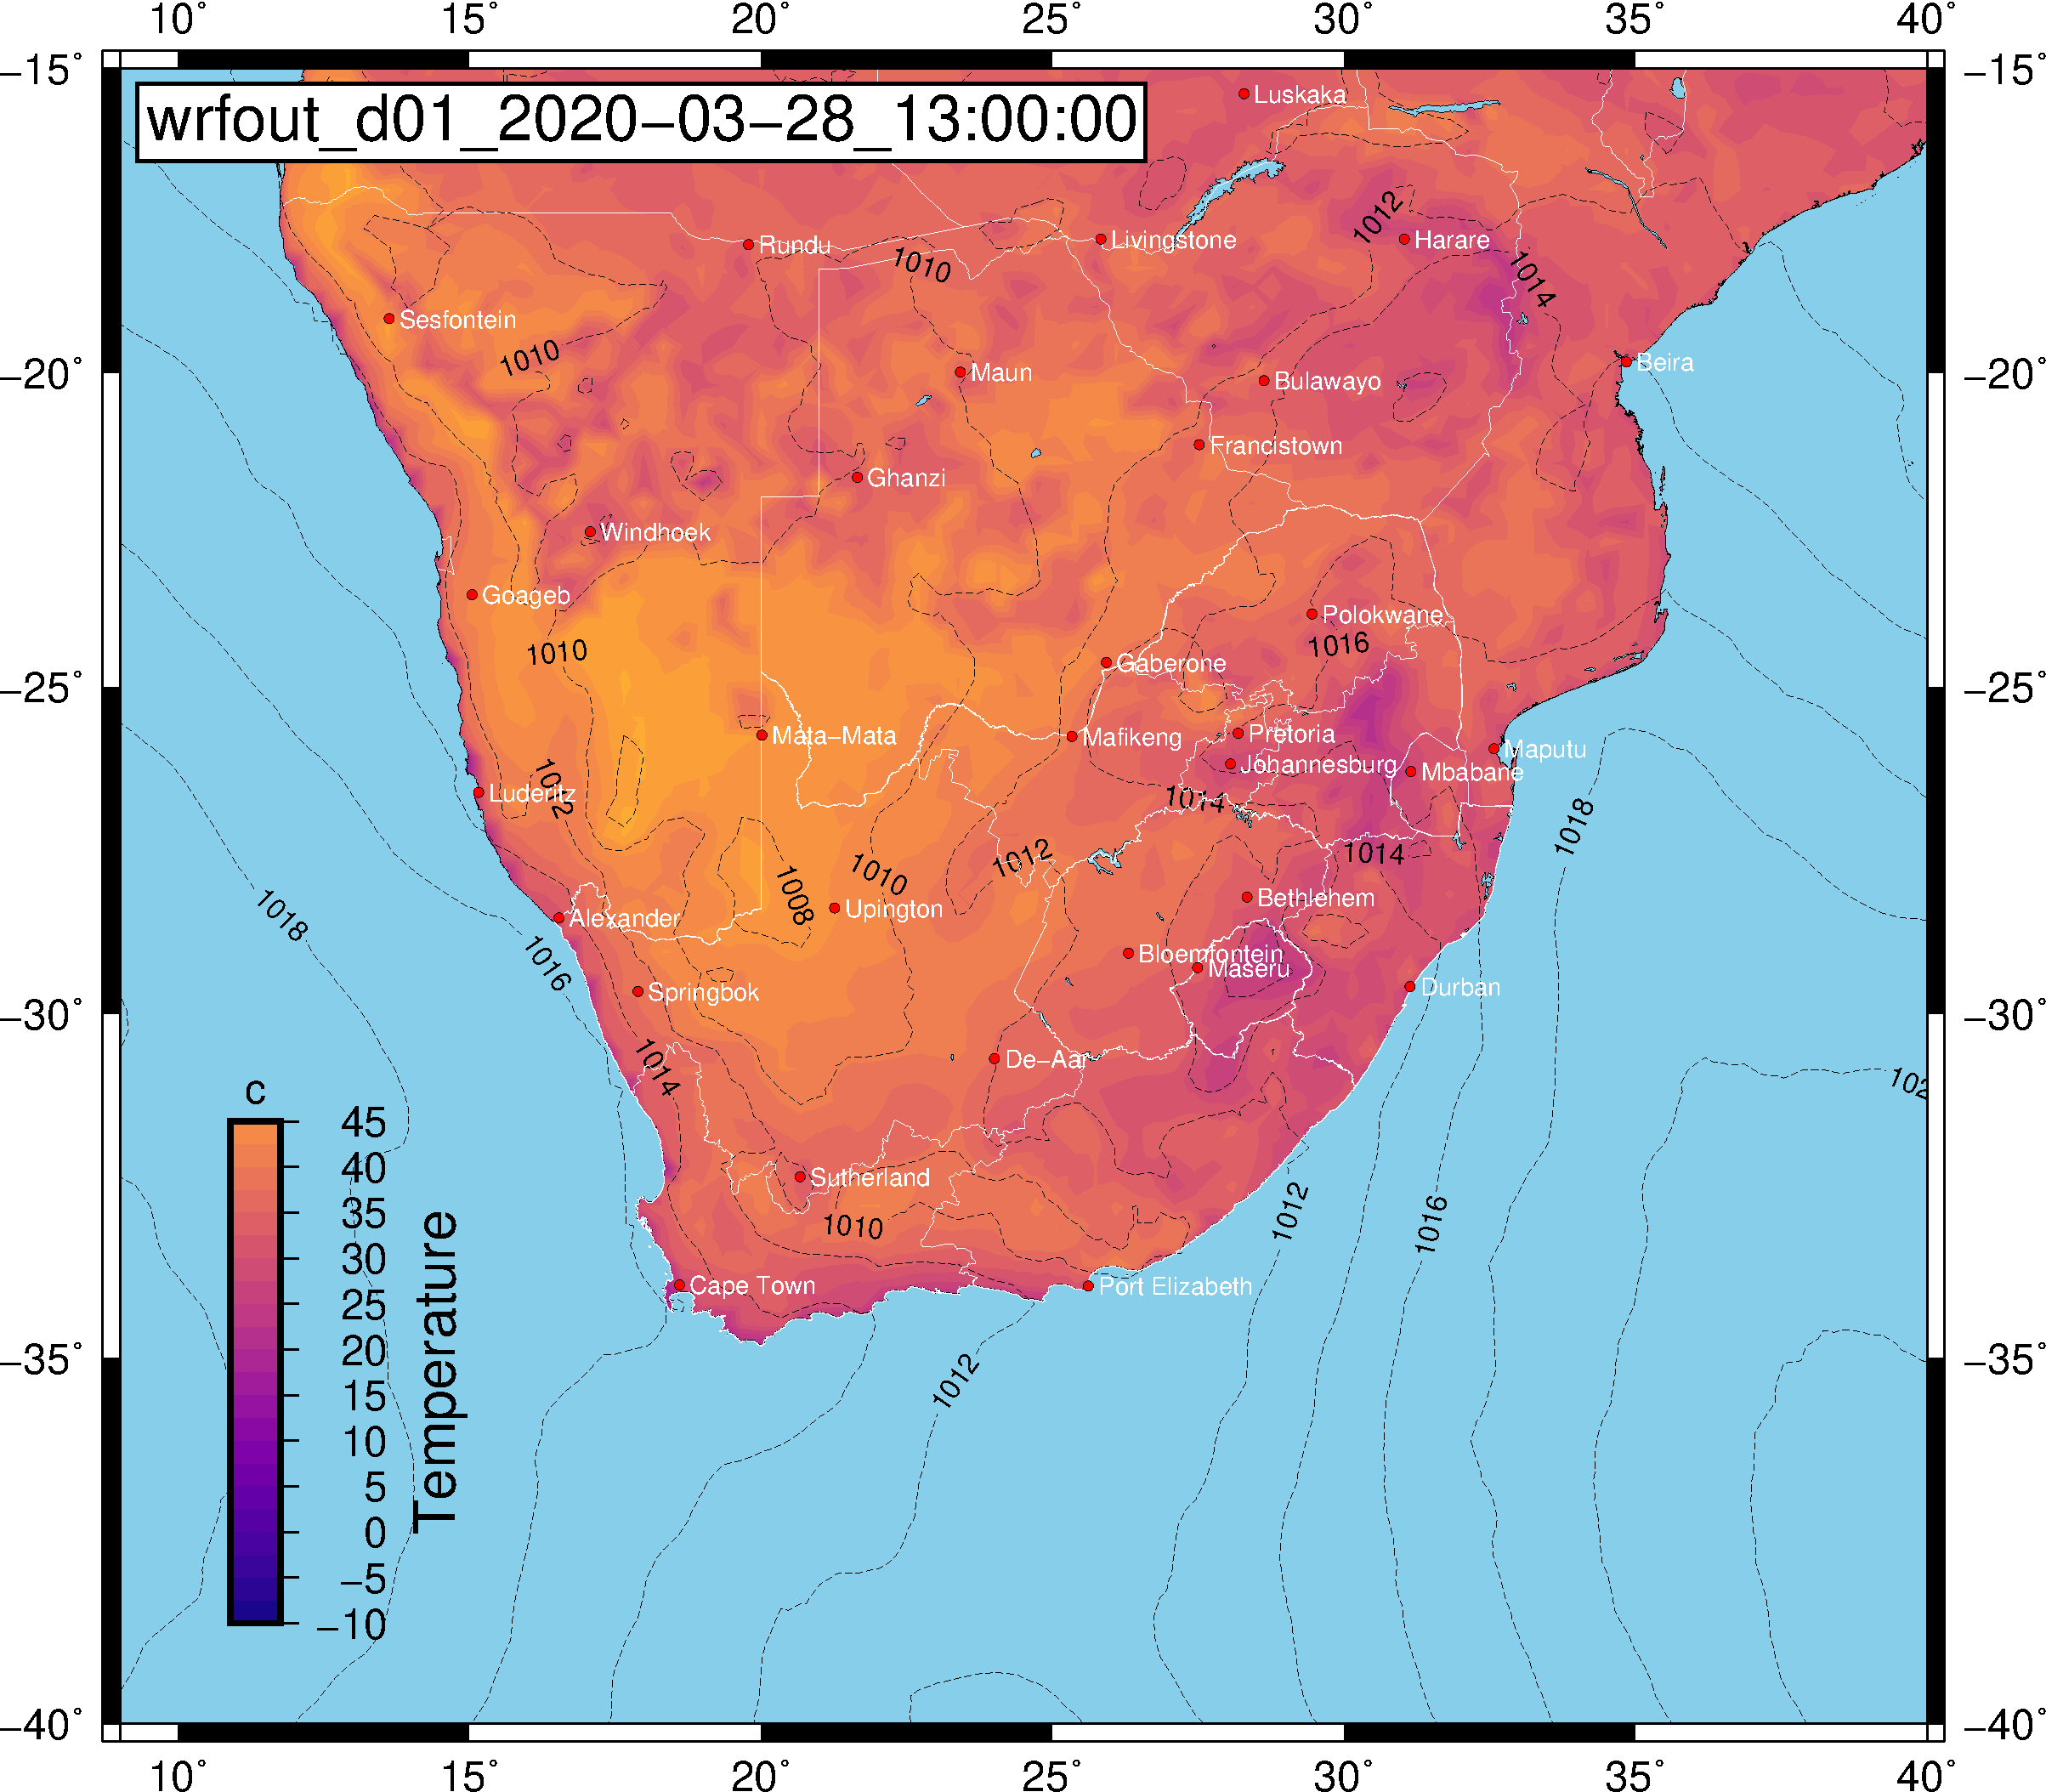 10° 15° 20° 25° 30° 35° 40°
−15° −15°
wrfout_d01_2020−03−28_13:00:00
Luskaka
1012
Rundu
Livingstone
Harare
1010
1014
Sesfontein
1010
Beira
−20° −20°
Maun
Bulawayo
Francistown
Ghanzi
Windhoek
Goageb
Polokwane
1010
1016
Gaberone
−25° −25°
Mata−Mata
Mafikeng
Pretoria
Maputu
Johannesburg
Mbabane
1012
Luderitz
1014
1018
1012
1014
1010
1008
Bethlehem
1018
Alexander
Upington
1016
Bloemfontein
Maseru
Springbok
Durban
−30° −30°
1014
De−Aar
102
c
45
40
35
30
25
20
15
10
5
0
−5
−10
Temperature
Sutherland
1010
1012
1016
Cape Town
Port Elizabeth
−35° −35°
1012
−40° −40°
10° 15° 20° 25° 30° 35° 40°